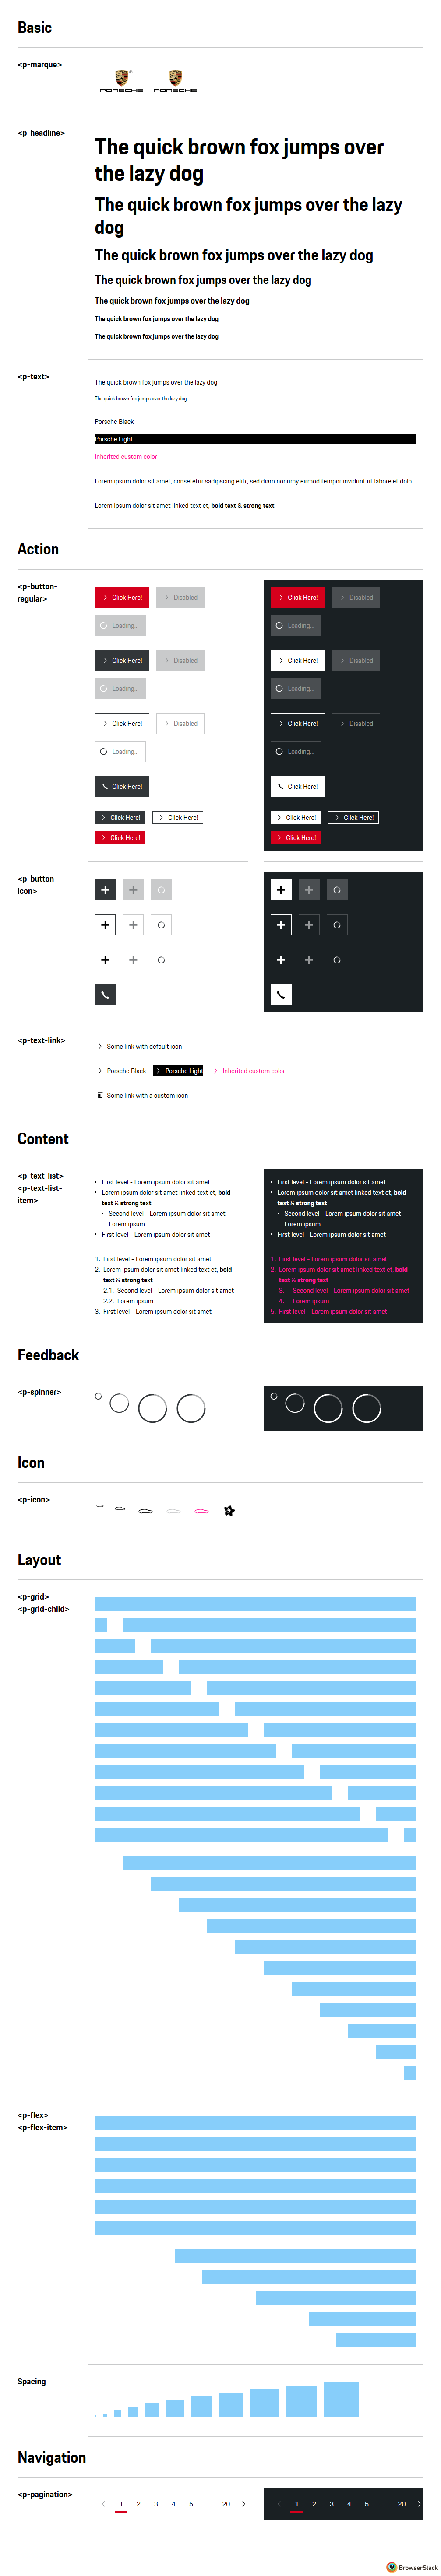 Basic
<p-marque>
PORSCHE PORSCHE
<p-headline>
The quick brown fox jumps over
the lazy dog
The quick brown fox jumps over the lazy
dog
The quick brown fox jumps over the lazy dog
The quick brown fox jumps over the lazy dog
The quick brown fox jumps over the lazy dog
The quick brown fox jumps over the lazy dog
The quick brown fox jumps over the lazy dog
<p-text>
The quick brown fox jumps over the lazy dog
The quick brown fox jumps over the lazy dog
Porsche Black
Porsche Light
Inherited custom color
Lorem ipsum dolor sit amet, consetetur sadipscing elitr, sed diam nonumy eirmod tempor invidunt ut labore et dolo...
Lorem ipsum dolor sit amet linked text et, bold text & strong text
Action
<p-button-
regular>
Click Here! Disabled
Loading...
Click Here! Disabled
Loading...
Click Here! Disabled
Loading...
Click Here!
Click Here! Click Here!
Click Here!
Click Here! Disabled
Loading...
Click Here! Disabled
Loading...
Click Here! Disabled
Loading...
Click Here!
Click Here! Click Here!
Click Here!
<p-button-
icon>
<p-text-link>
Some link with default icon
Porsche Black Porsche Light Inherited custom color
Some link with a custom icon
Content
<p-text-list>
<p-text-list-
item>
• First level – Lorem ipsum dolor sit amet
• Lorem ipsum dolor sit amet linked text et, bold
text & strong text
- Second level – Lorem ipsum dolor sit amet
- Lorem ipsum
• First level – Lorem ipsum dolor sit amet
1. First level – Lorem ipsum dolor sit amet
2. Lorem ipsum dolor sit amet linked text et, bold
text & strong text
2.1. Second level – Lorem ipsum dolor sit amet
2.2. Lorem ipsum
3. First level – Lorem ipsum dolor sit amet
• First level – Lorem ipsum dolor sit amet
• Lorem ipsum dolor sit amet linked text et, bold
text & strong text
- Second level – Lorem ipsum dolor sit amet
- Lorem ipsum
• First level – Lorem ipsum dolor sit amet
1. First level – Lorem ipsum dolor sit amet
2. Lorem ipsum dolor sit amet linked text et, bold
text & strong text
3. Second level – Lorem ipsum dolor sit amet
4. Lorem ipsum
5. First level – Lorem ipsum dolor sit amet
Feedback
<p-spinner>
Icon
<p-icon>
Layout
<p-grid>
<p-grid-child>
<p-flex>
<p-flex-item>
Spacing
Navigation
<p-pagination>
1 2 3 4 5 ... 20
1 2 3 4 5 ... 20
BrowserStack